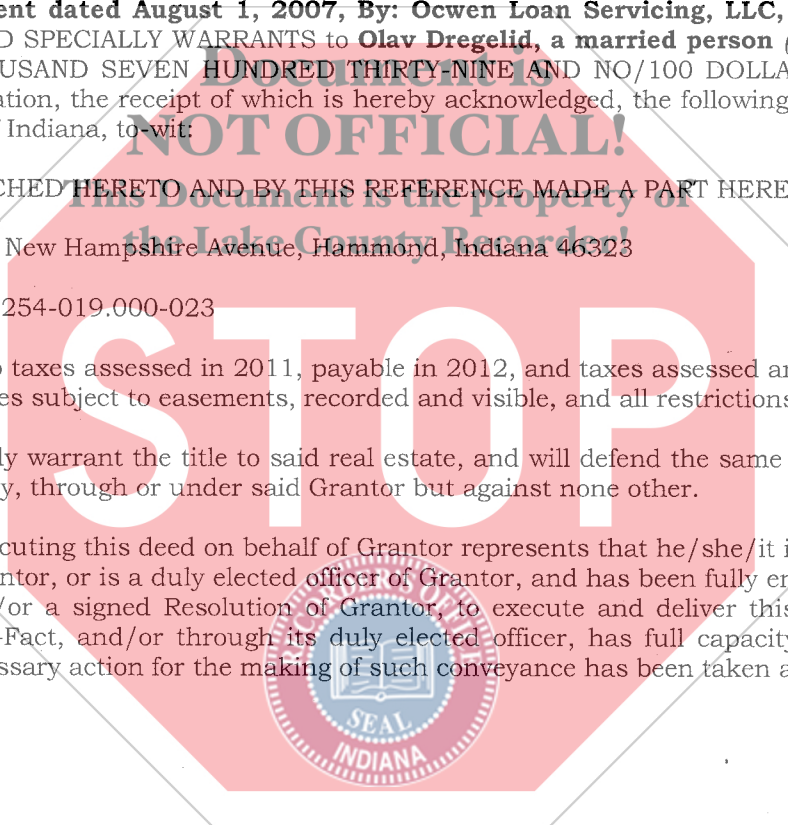 ent dated August 1, 2007, By: Ocwen Loan Servicing, LLC,
D SPECIALLY WARRANTS to Olav Dregelid, a married person (
USAND SEVEN HUNDRED THIRTY-NINE AND NO/100 DOLLA
Document is
ation, the receipt of which is hereby acknowledged, the following
f Indiana, to-wit:
NOT OFFICIAL!
CHED HERETO AND BY THIS REFERENCE MADE A PART HERE
This Document is the property of
the Lake County Recorder!
New Hampshire Avenue, Hammond, Indiana 46323
254-019.000-023
STOP
o taxes assessed in 2011, payable in 2012, and taxes assessed an
es subject to easements, recorded and visible, and all restrictions
ly warrant the title to said real estate, and will defend the same
y, through or under said Grantor but against none other.
cuting this deed on behalf of Grantor represents that he/she/it i
ntor, or is a duly elected officer of Grantor, and has been fully en
/or a signed Resolution of Grantor, to execute and deliver this
-Fact, and/or through its duly elected officer, has full capacity
ssary action for the making of such conveyance has been taken a
RECORDER'S OFFICE
SEAL
INDIANA